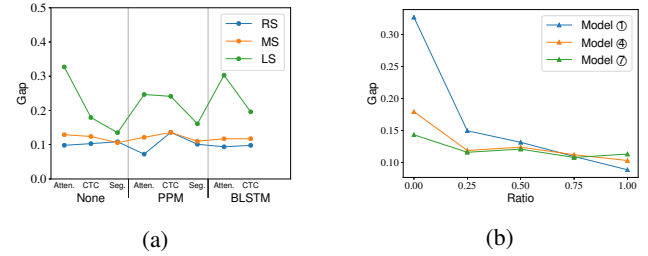 0.5
0.4
0.3
0.2
0.1
0.0
Gap
RS
MS
LS
Atten. CTC Seg. Atten. CTC Seg. Atten. CTC
None PPM BLSTM
(a)
0.30
0.25
0.20
0.15
0.10
Gap
Model ①
Model ④
Model ⑦
0.00 0.25 0.50 0.75 1.00
Ratio
(b)